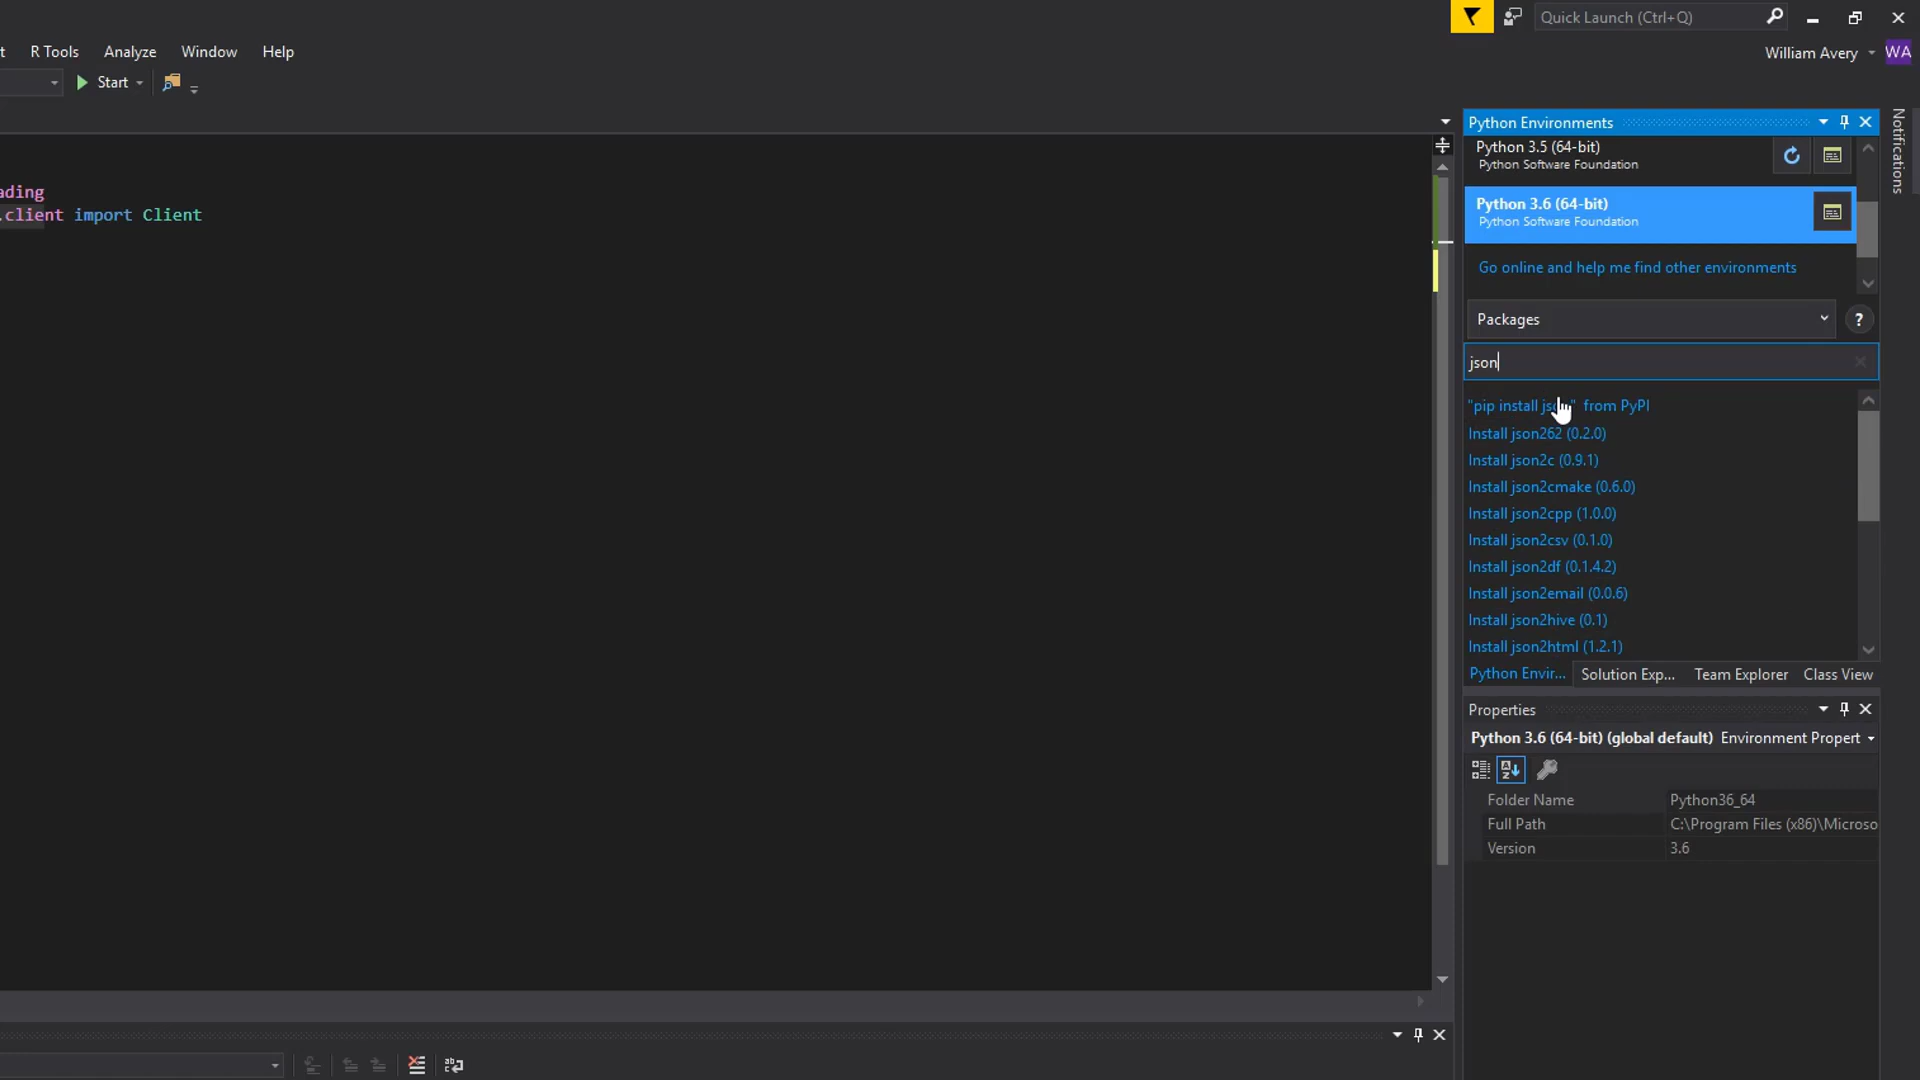 Quick Launch (Ctrl+Q)
t R Tools Analyze Window Help
William Avery WA
Start
Python Environments
Notifications
Python 3.5 (64-bit)
Python Software Foundation
ading
.client import Client
Python 3.6 (64-bit)
Python Software Foundation
Go online and help me find other environments
Packages
?
json
"pip install js " from PyPI
Install json262 (0.2.0)
Install json2c (0.9.1)
Install json2cmake (0.6.0)
Install json2cpp (1.0.0)
Install json2csv (0.1.0)
Install json2df (0.1.4.2)
Install json2email (0.0.6)
Install json2hive (0.1)
Install json2html (1.2.1)
Python Envir... Solution Exp... Team Explorer Class View
Properties
Python 3.6 (64-bit) (global default) Environment Propert
Folder Name Python36_64
Full Path C:\Program Files (x86)\Microso
Version 3.6